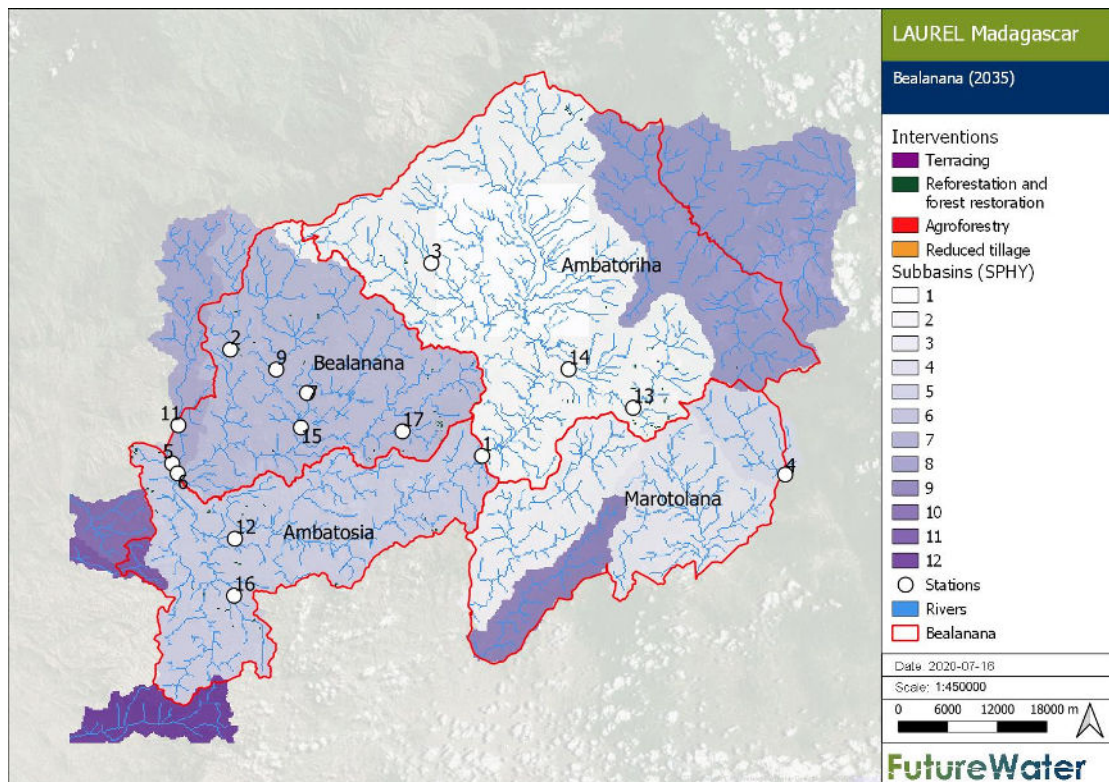 LAUREL Madagascar
Bealanana (2035)
Interventions
Terracing
Reforestation and
forest restoration
Agroforestry
Reduced tillage
Subbasins (SPHY)
1
2
3
4
5
6
7
8
9
10
11
12
Stations
Rivers
Bealanana
Date: 2020-07-16
Scale: 1:450000
0 6000 12000 18000 m
FutureWater
3
Ambatoriha
2
9
Bealanana
14
7
13
11
15
17
1
5
4
6
Marotolana
12
Ambatosia
16